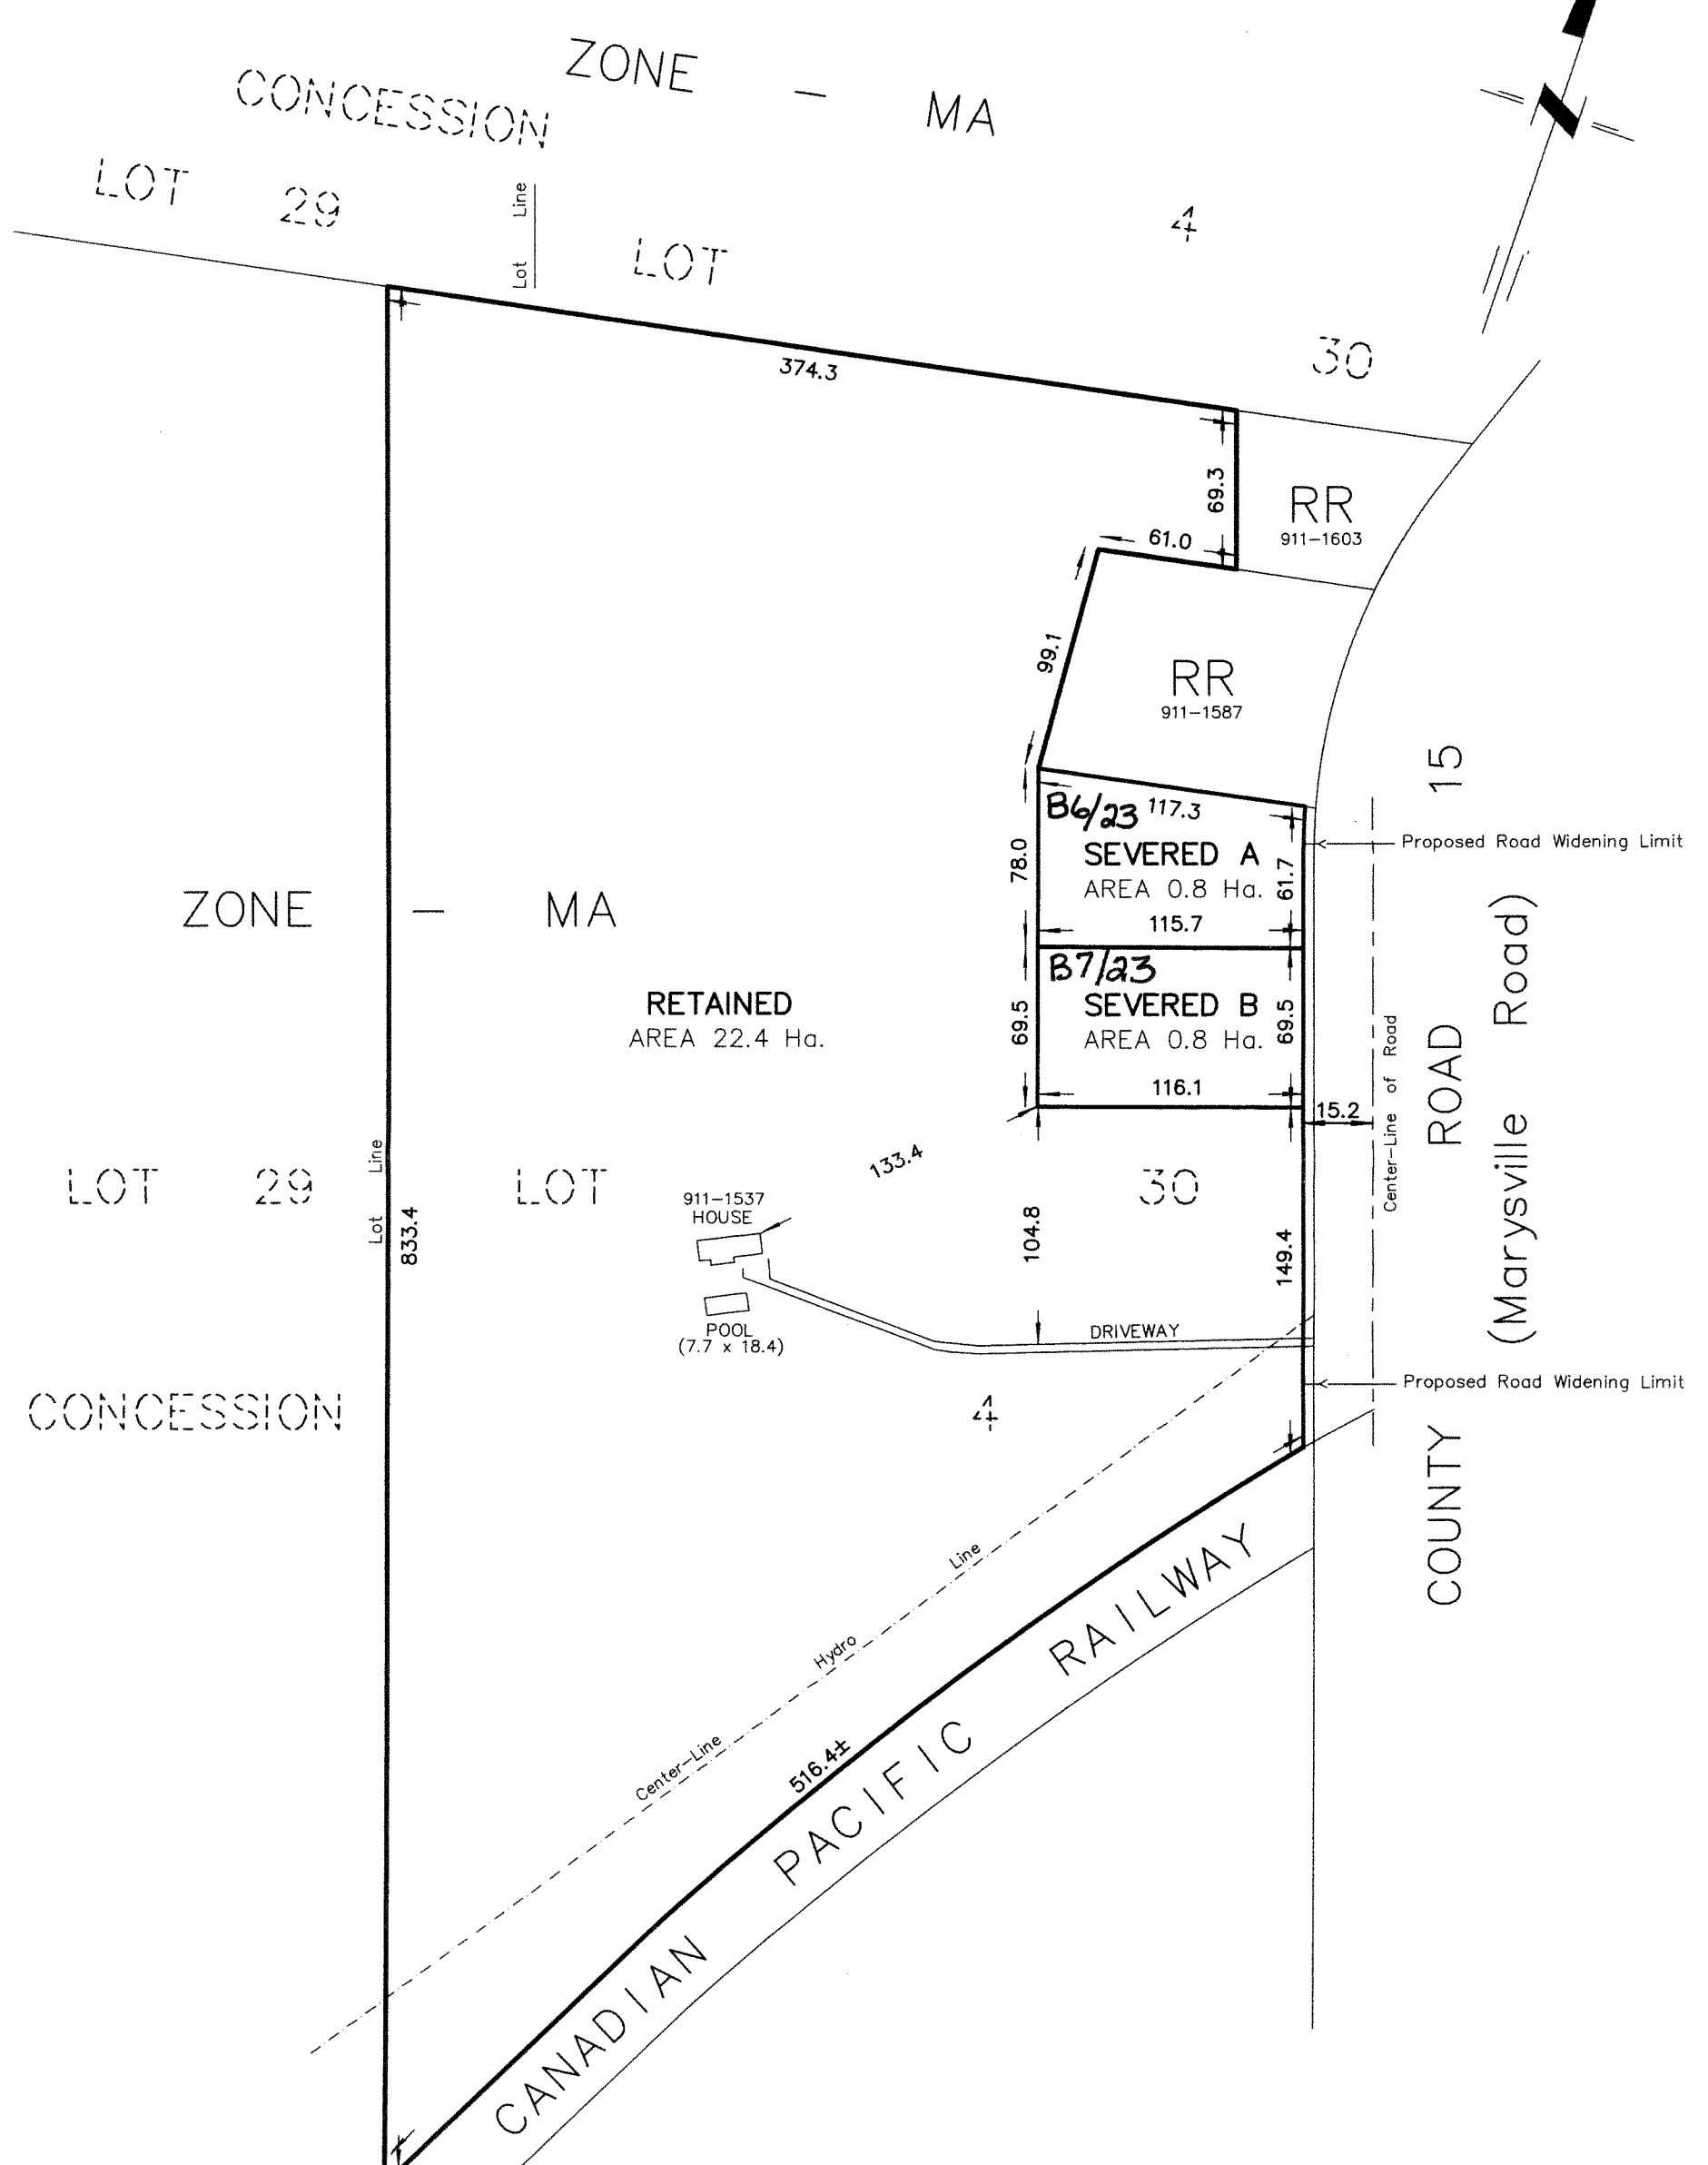 ZONE - MA
CONCESSION 4
LOT 29
Lot Line
LOT 30
374.3
69.3
61.0
RR
911-1603
99.1
RR
911-1587
15
B6/23
117.3
SEVERED A
AREA 0.8 Ha.
78.0
61.7
115.7
Proposed Road Widening Limit
ZONE - MA
B7/23
SEVERED B
AREA 0.8 Ha.
69.5
69.5
116.1
RETAINED
AREA 22.4 Ha.
15.2
Center-Line of Road
COUNTY ROAD
(Marysville Road)
LOT 29
Lot Line
833.4
LOT 30
133.4
911-1537
HOUSE
104.8
149.4
POOL
(7.7 x 18.4)
DRIVEWAY
Proposed Road Widening Limit
CONCESSION 4
Center-Line Hydro Line
516.4±
CANADIAN PACIFIC RAILWAY